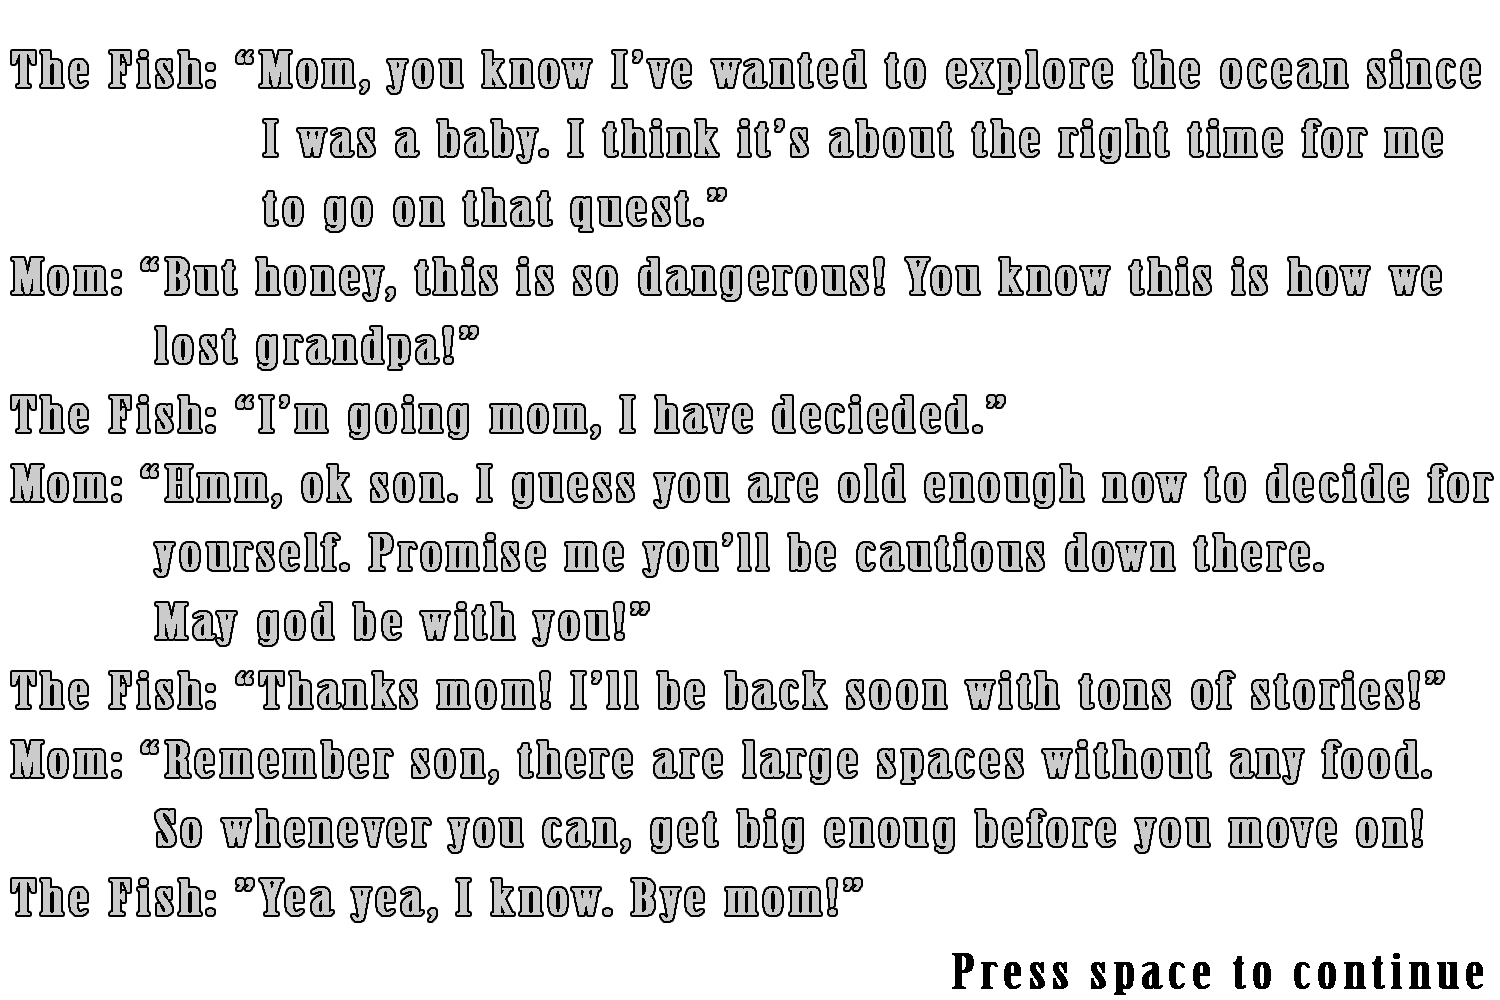 The Fish: “Mom, you know I’ve wanted to explore the ocean since
I was a baby. I think it’s about the right time for me
to go on that quest.”
Mom: “But honey, this is so dangerous! You know this is how we
lost grandpa!”
The Fish: “I’m going mom, I have decieded.”
Mom: “Hmm, ok son. I guess you are old enough now to decide for
yourself. Promise me you’ll be cautious down there.
May god be with you!”
The Fish: “Thanks mom! I’ll be back soon with tons of stories!”
Mom: “Remember son, there are large spaces without any food.
So whenever you can, get big enoug before you move on!
The Fish: ”Yea yea, I know. Bye mom!”
Press space to continue